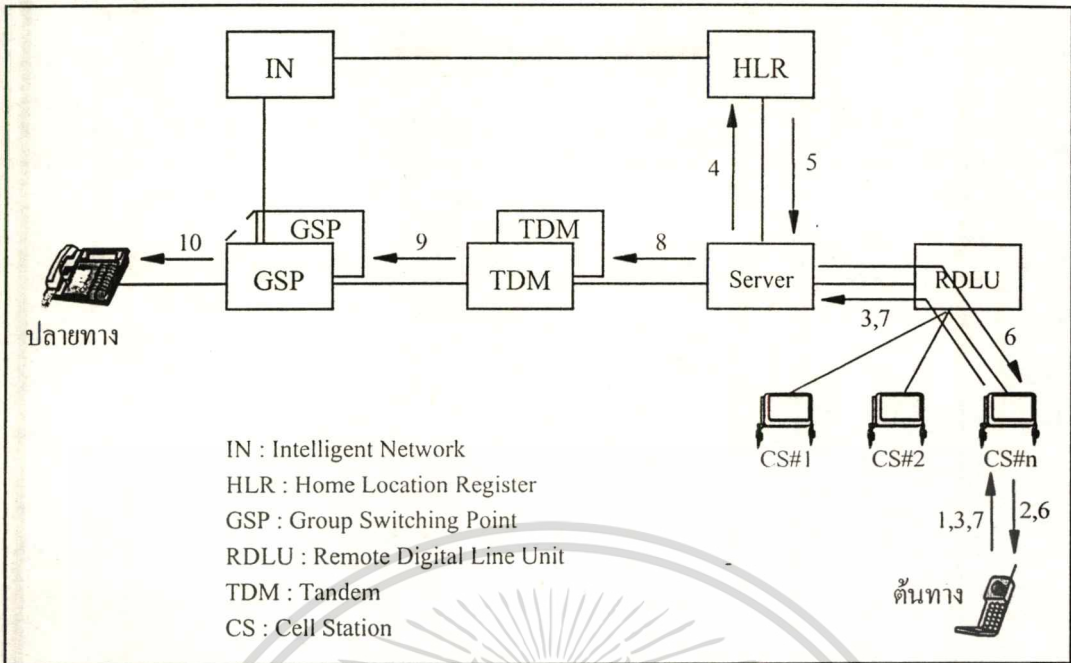 IN
HLR
4
5
GSP
TDM
10
9
8
GSP
TDM
Server
RDLU
ปลายทาง
3,7
6
CS#1
CS#2
CS#n
IN : Intelligent Network
HLR : Home Location Register
GSP : Group Switching Point
RDLU : Remote Digital Line Unit
TDM : Tandem
CS : Cell Station
1,3,7
2,6
ต้นทาง